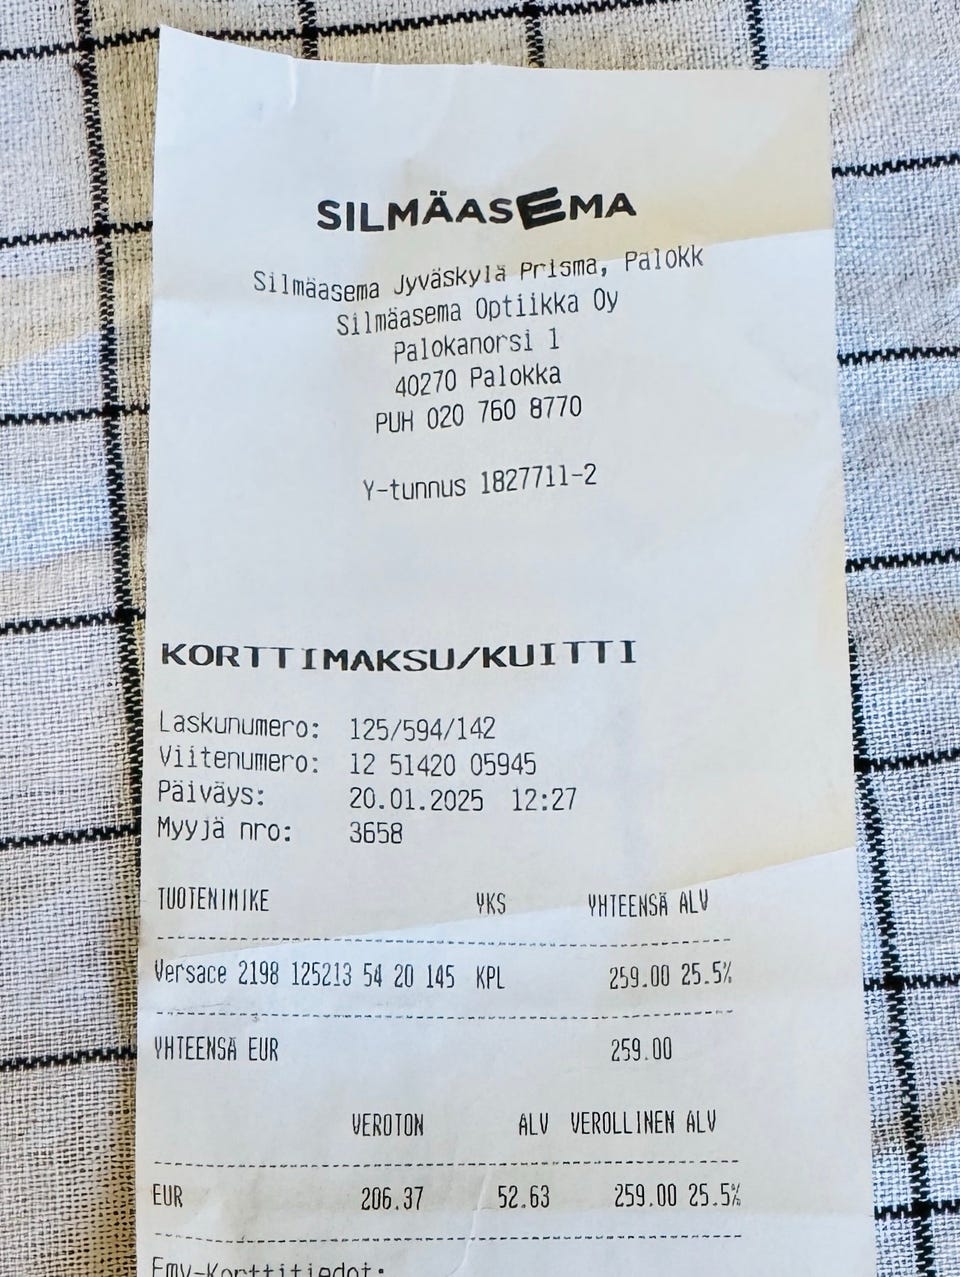 SILMÄASEMA
Silmäasema Jyväskylä Prisma, Palokk
Silmäasema Optiikka Oy
Palokanorsi 1
40270 Palokka
PUH 020 760 8770
Y-tunnus 1827711-2
KORTTIMAKSU/KUITTI
Laskunumero: 125/594/142
Viitenumero: 12 51420 05945
Päiväys: 20.01.2025 12:27
Myyjä nro: 3658
TUOTENIMIKE YKS YHTEENSÄ ALV
Versace 2198 125213 54 20 145 KPL 259.00 25.5%
YHTEENSÄ EUR 259.00
VEROTON ALV VEROLLINEN ALV
EUR 206.37 52.63 259.00 25.5%
Emv-Korttitiedot: